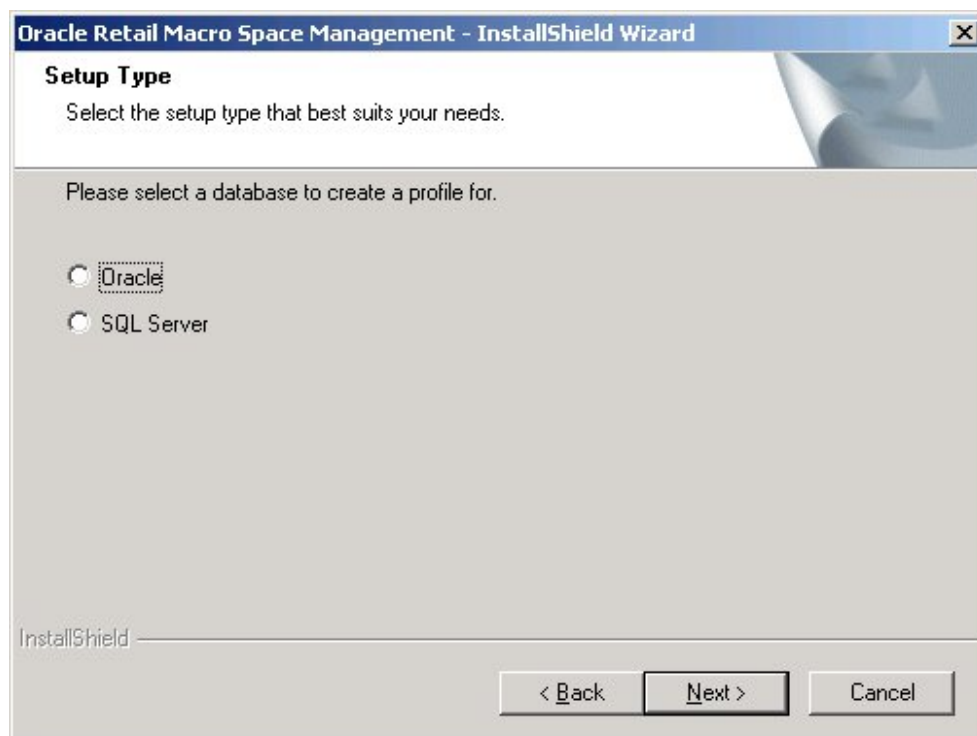 Oracle Retail Macro Space Management - InstallShield Wizard
Setup Type
Select the setup type that best suits your needs.
Please select a database to create a profile for.
Oracle
SQL Server
InstallShield
< Back
Next >
Cancel